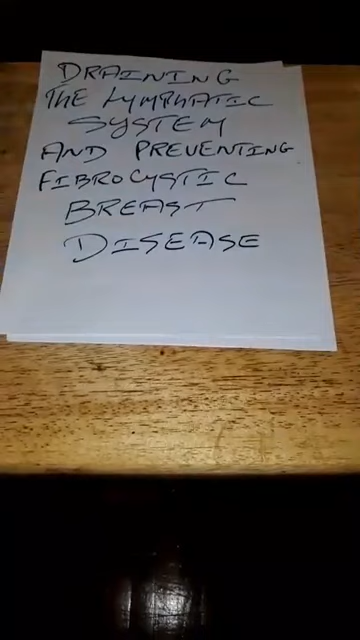 DRAINING
THE LYMPHATIC
SYSTEM
AND PREVENTING
FIBROCYSTIC
BREAST
DISEASE